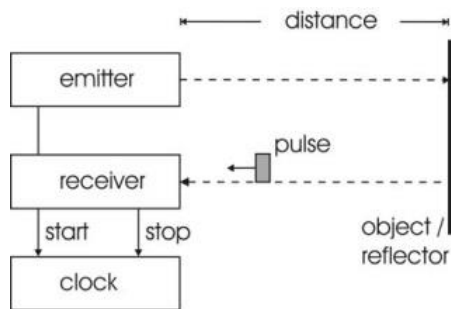 distance
emitter
pulse
receiver
start
stop
object /
reflector
clock